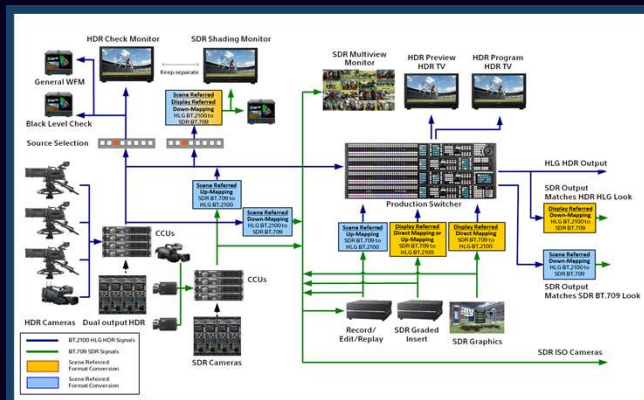 HDR Check Monitor
SDR Shading Monitor
General WFM
Keep separate
Black Level Check
Scene Referred
Display Referred
Down-Mapping
HLG BT.2100 to
SDR BT.709
Source Selection
SDR Multiview
Monitor
HDR Preview
HDR TV
HDR Program
HDR TV
Production Switcher
HLG HDR Output
SDR Output
Matches HDR HLG Look
Display Referred
Down-Mapping
HLG BT.2100
to SDR BT.709
Scene Referred
Down-Mapping
HLG BT.2100 to
SDR BT.709
SDR Output
Matches SDR BT.709 Look
Scene Referred
Up-Mapping
SDR BT.709 to
HLG BT.2100
Scene Referred
Down-Mapping
HLG BT.2100 to
SDR BT.709
Scene Referred
Up-Mapping
SDR BT.709
to HLG BT.2100
Display Referred
Direct Mapping or
Up-Mapping
SDR BT.709 to
HLG BT.2100
Display Referred
Direct Mapping
SDR BT.709 to
HLG BT.2100
CCUs
CCUs
HDR Cameras
Dual output HDR
SDR Cameras
Record/
Edit/Replay
SDR Graded
Insert
SDR Graphics
SDR ISO Cameras
BT.2100 HLG HDR Signals
BT.709 SDR Signals
Scene Referred
Format Conversion
Scene Referred
Format Conversion